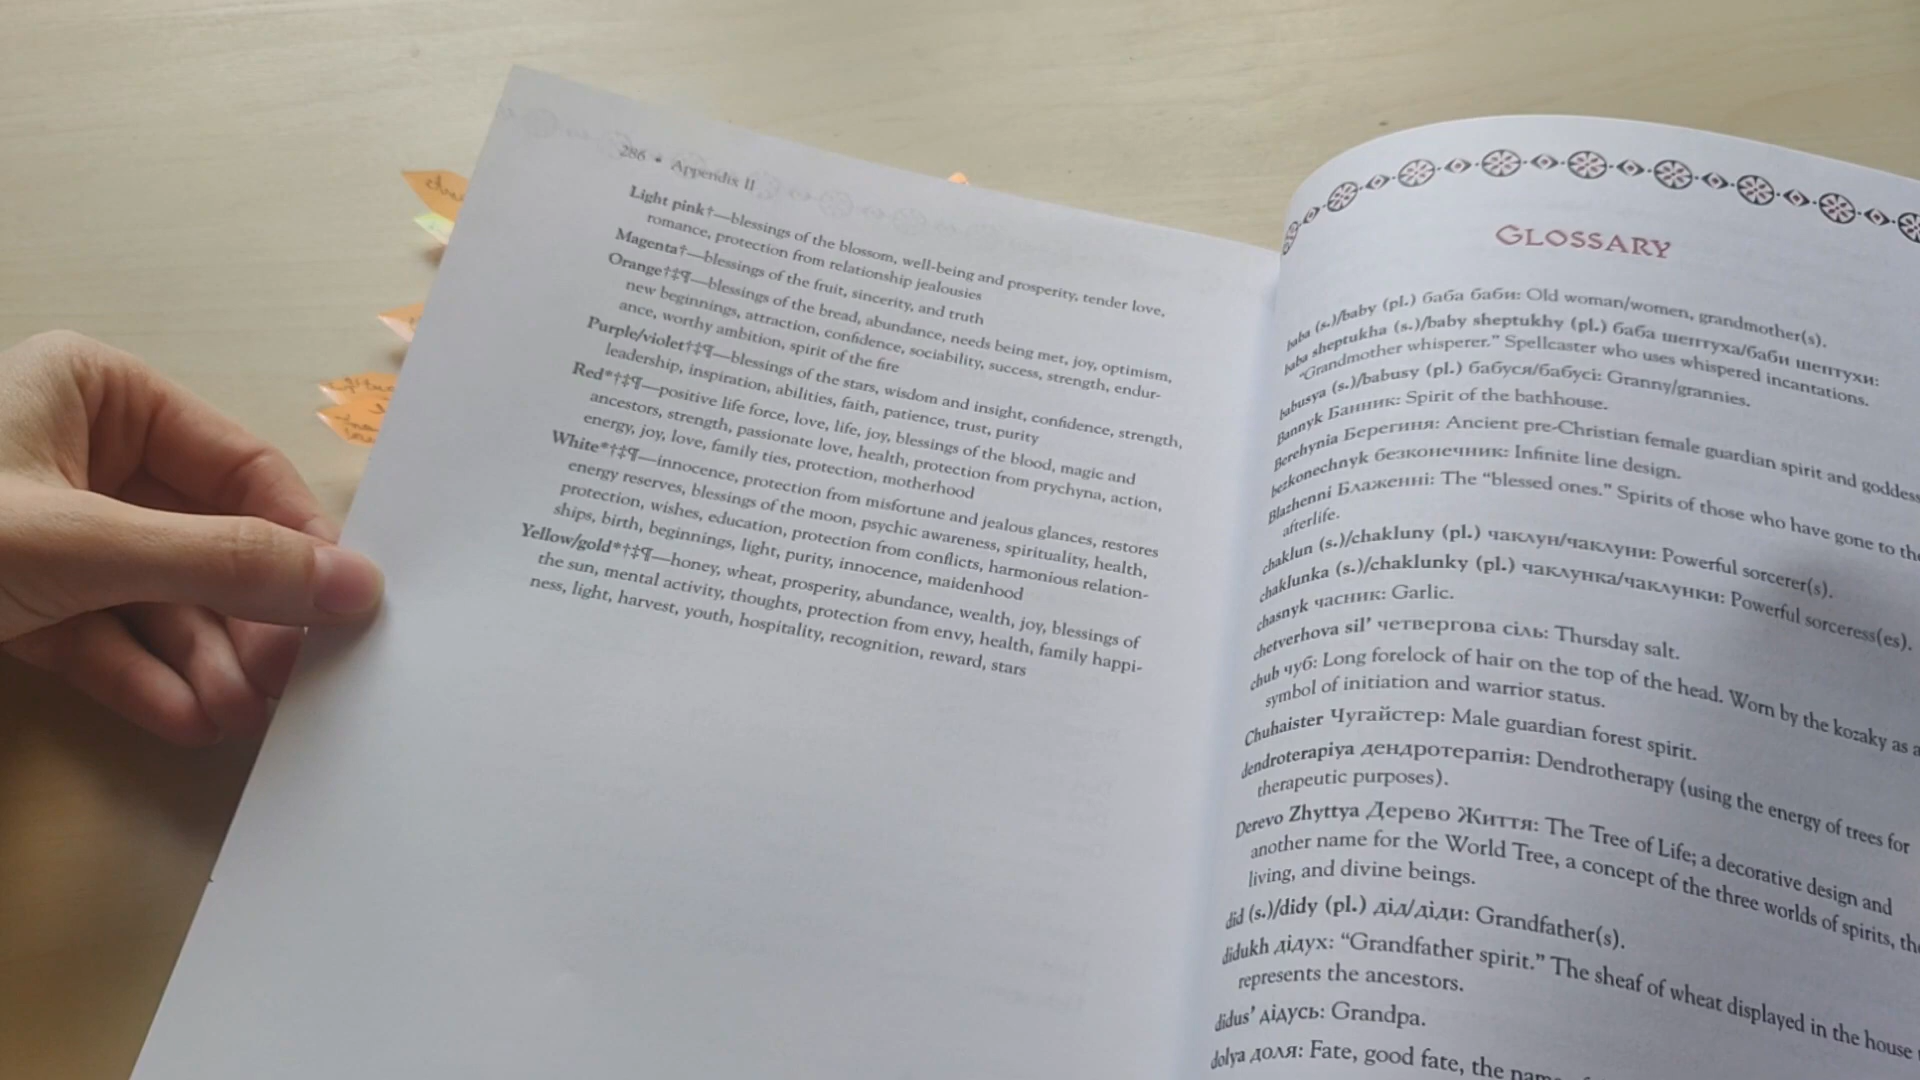 286 • Appendix II
Light pink†—blessings of the blossom, well-being and prosperity, tender love,
romance, protection from relationship jealousies
Magenta†—blessings of the fruit, sincerity, and truth
Orange†‡¶—blessings of the bread, abundance, needs being met, joy, optimism,
new beginnings, attraction, confidence, sociability, success, strength, endur-
ance, worthy ambition, spirit of the fire
Purple/violet†‡¶—blessings of the stars, wisdom and insight, confidence, strength,
leadership, inspiration, abilities, faith, patience, trust, purity
Red*†‡¶—positive life force, love, life, joy, blessings of the blood, magic and
ancestors, strength, passionate love, health, protection from prychyna, action,
energy, joy, love, family ties, protection, motherhood
White*†‡¶—innocence, protection from misfortune and jealous glances, restores
energy reserves, blessings of the moon, psychic awareness, spirituality, health,
protection, wishes, education, protection from conflicts, harmonious relation-
ships, birth, beginnings, light, purity, innocence, maidenhood
Yellow/gold*†‡¶—honey, wheat, prosperity, abundance, wealth, joy, blessings of
the sun, mental activity, thoughts, protection from envy, health, family happi-
ness, light, harvest, youth, hospitality, recognition, reward, stars
GLOSSARY
baba (s.)/baby (pl.) баба баби: Old woman/women, grandmother(s).
baba sheptukha (s.)/baby sheptukhy (pl.) баба шептуха/баби шептухи:
"Grandmother whisperer." Spellcaster who uses whispered incantations.
babusya (s.)/babusy (pl.) бабуся/бабусі: Granny/grannies.
Bannyk Банник: Spirit of the bathhouse.
Berehynia Берегиня: Ancient pre-Christian female guardian spirit and goddess
bezkonechnyk безконечник: Infinite line design.
Blazhenni Блаженні: The "blessed ones." Spirits of those who have gone to the
afterlife.
chaklun (s.)/chakluny (pl.) чаклун/чаклуни: Powerful sorcerer(s).
chaklunka (s.)/chaklunky (pl.) чаклунка/чаклунки: Powerful sorceress(es).
chasnyk часник: Garlic.
chetverhova sil' четвергова сіль: Thursday salt.
chub чуб: Long forelock of hair on the top of the head. Worn by the kozaky as a
symbol of initiation and warrior status.
Chuhaister Чугайстер: Male guardian forest spirit.
dendroterapiya дендротерапія: Dendrotherapy (using the energy of trees for
therapeutic purposes).
Derevo Zhyttya Дерево Життя: The Tree of Life; a decorative design and
another name for the World Tree, a concept of the three worlds of spirits, the
living, and divine beings.
did (s.)/didy (pl.) дід/діди: Grandfather(s).
didukh дідух: "Grandfather spirit." The sheaf of wheat displayed in the house
represents the ancestors.
didus' дідусь: Grandpa.
dolya доля: Fate, good fate, the name